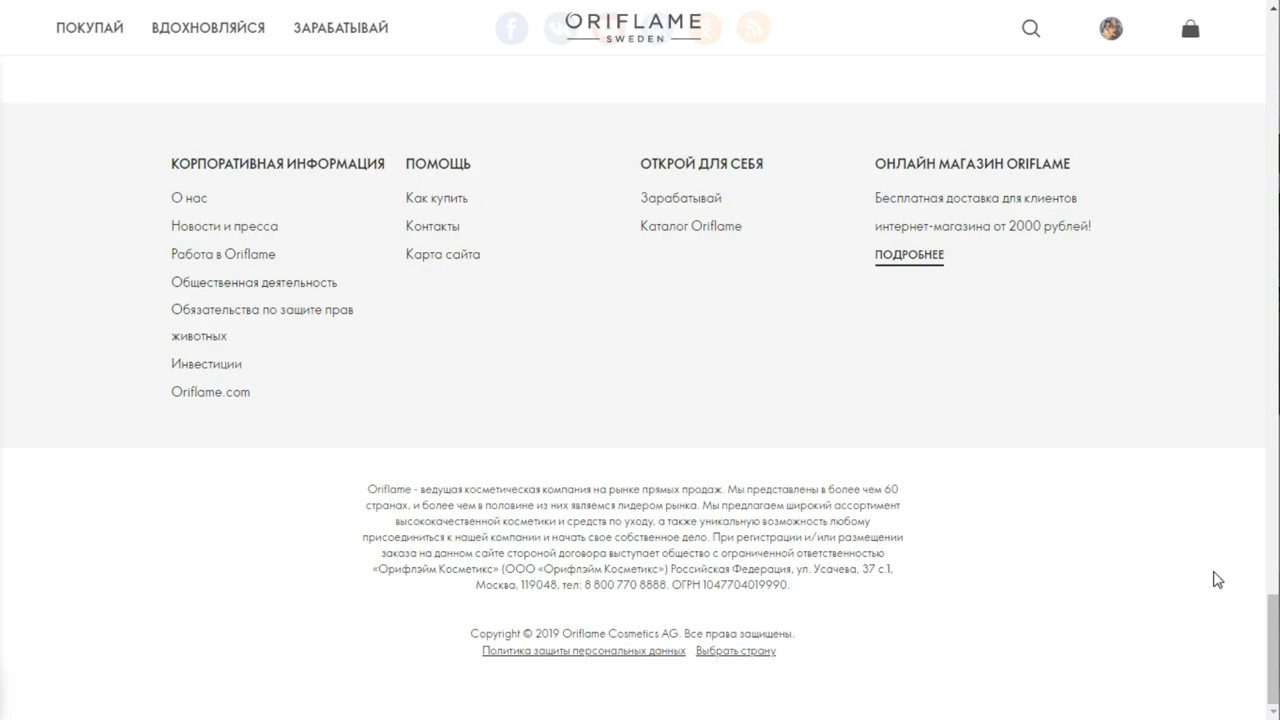 ПОКУПАЙ ВДОХНОВЛЯЙСЯ ЗАРАБАТЫВАЙ
ORIFLAME
SWEDEN
КОРПОРАТИВНАЯ ИНФОРМАЦИЯ
О нас
Новости и пресса
Работа в Oriflame
Общественная деятельность
Обязательства по защите прав
животных
Инвестиции
Oriflame.com
ПОМОЩЬ
Как купить
Контакты
Карта сайта
ОТКРОЙ ДЛЯ СЕБЯ
Зарабатывай
Каталог Oriflame
ОНЛАЙН МАГАЗИН ORIFLAME
Бесплатная доставка для клиентов
интернет-магазина от 2000 рублей!
ПОДРОБНЕЕ
Oriflame - ведущая косметическая компания на рынке прямых продаж. Мы представлены в более чем 60
странах, и более чем в половине из них являемся лидером рынка. Мы предлагаем широкий ассортимент
высококачественной косметики и средств по уходу, а также уникальную возможность любому
присоединиться к нашей компании и начать свое собственное дело. При регистрации и/или размещении
заказа на данном сайте стороной договора выступает общество с ограниченной ответственностью
«Орифлэйм Косметикс» (ООО «Орифлэйм Косметикс») Российская Федерация, ул. Усачева, 37 с.1,
Москва, 119048, тел: 8 800 770 8888. ОГРН 1047704019990.
Copyright © 2019 Oriflame Cosmetics AG. Все права защищены.
Политика защиты персональных данных Выбрать страну